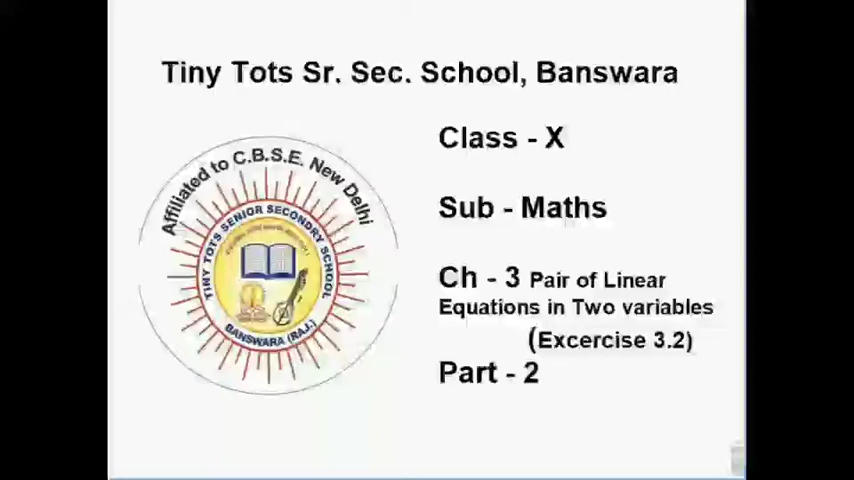 Tiny Tots Sr. Sec. School, Banswara
Class - X
Affiliated to C.B.S.E. New Delhi
TINY TOTS SENIOR SECONDRY SCHOOL
BANSWARA (RAJ.)
Sub - Maths
Ch - 3 Pair of Linear
Equations in Two variables
(Excercise 3.2)
Part - 2